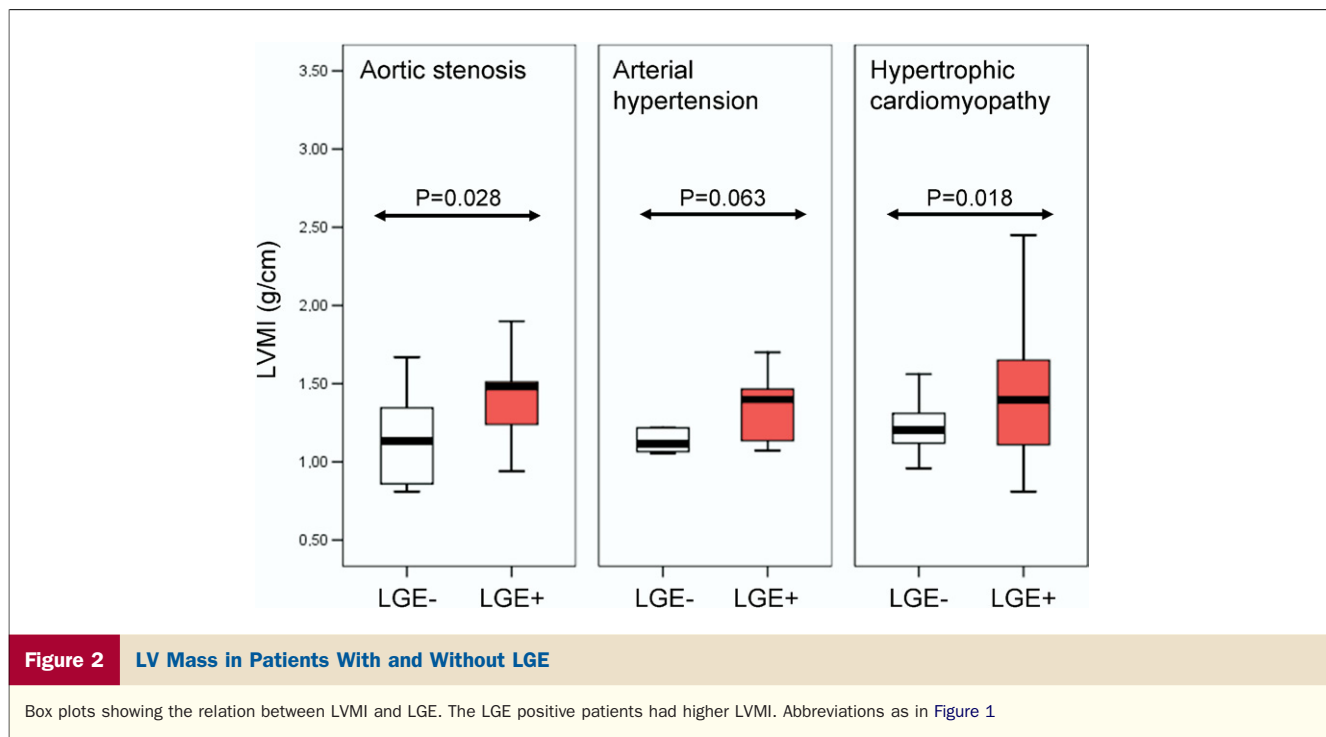 Aortic stenosis
Arterial
hypertension
Hypertrophic
cardiomyopathy
3.50
3.00
2.50
2.00
1.50
1.00
0.50
LVMI (g/cm)
P=0.028
P=0.063
P=0.018
LGE-
LGE+
LGE-
LGE+
LGE-
LGE+
Figure 2
LV Mass in Patients With and Without LGE
Box plots showing the relation between LVMI and LGE. The LGE positive patients had higher LVMI. Abbreviations as in Figure 1